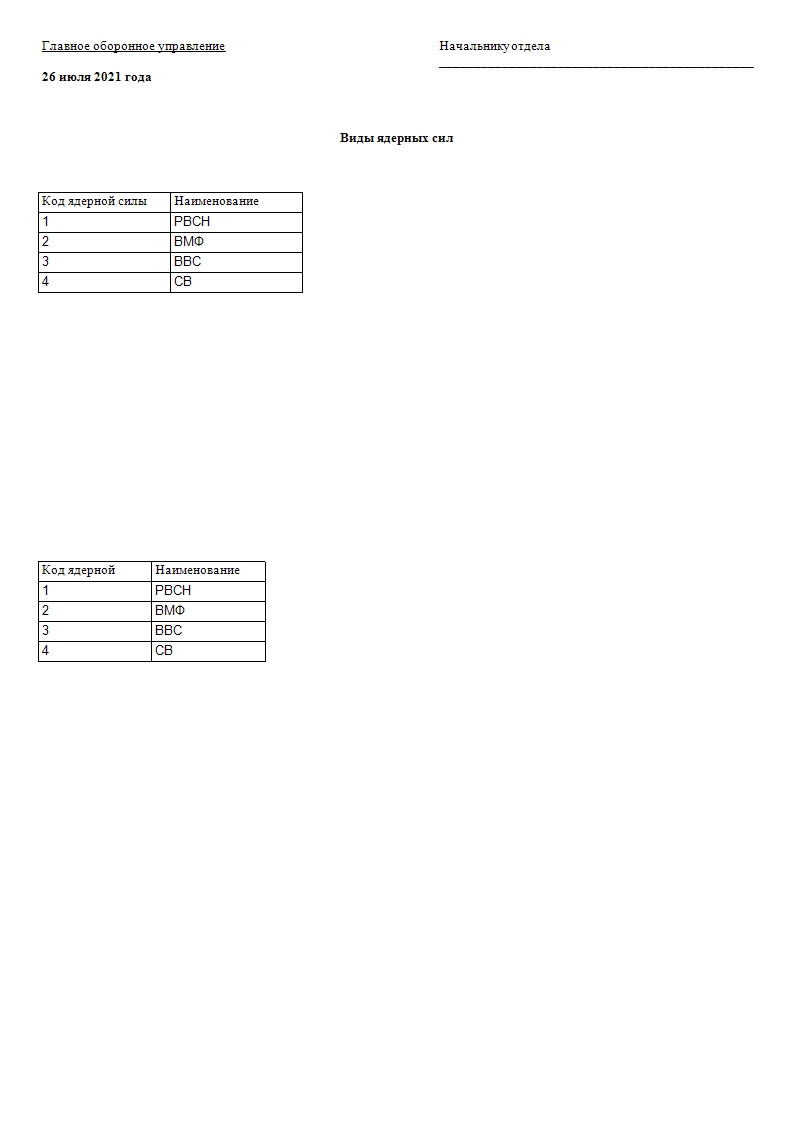 Главное оборонное управление
Начальнику отдела
26 июля 2021 года
Виды ядерных сил
Код ядерной силы Наименование
1 РВСН
2 ВМФ
3 ВВС
4 СВ
Код ядерной Наименование
1 РВСН
2 ВМФ
3 ВВС
4 СВ